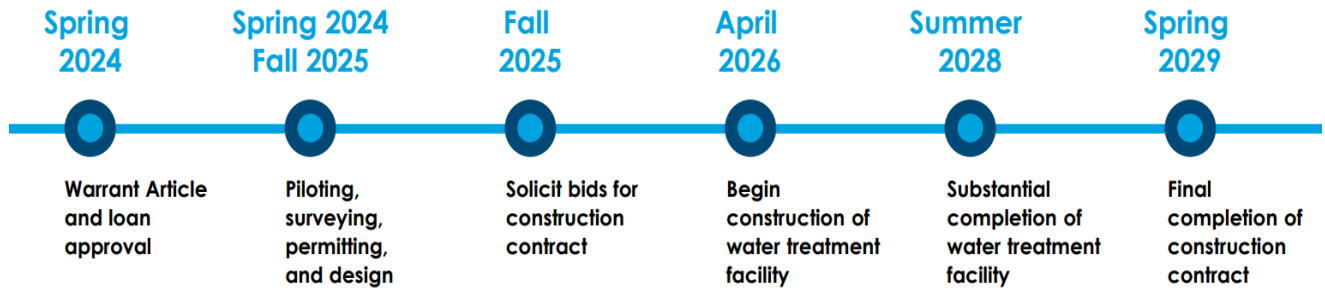 Spring
2024
Spring 2024
Fall 2025
Fall
2025
April
2026
Summer
2028
Spring
2029
Warrant Article
and loan
approval
Piloting,
surveying,
permitting,
and design
Solicit bids for
construction
contract
Begin
construction of
water treatment
facility
Substantial
completion of
water treatment
facility
Final
completion of
construction
contract